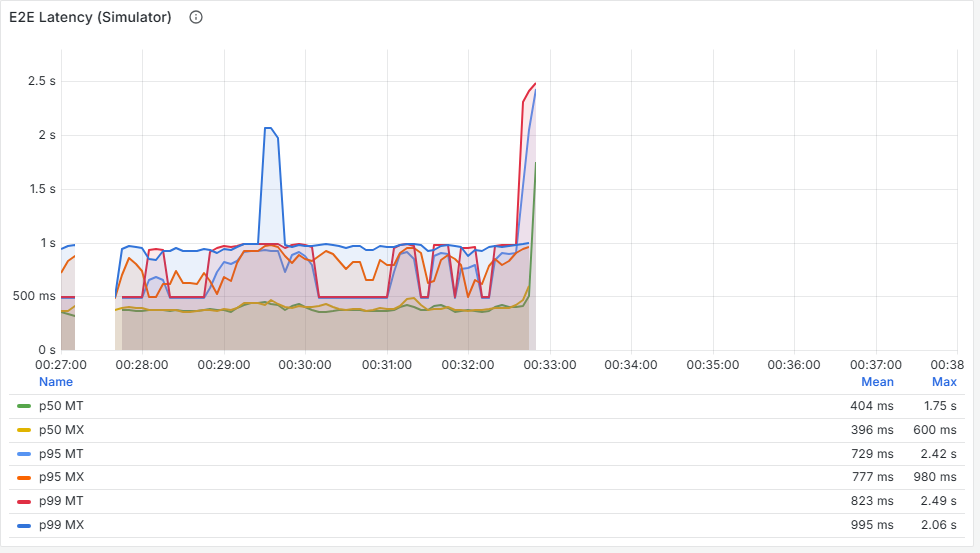 E2E Latency (Simulator)
2.5 s
2 s
1.5 s
1 s
500 ms
0 s
00:27:00 00:28:00 00:29:00 00:30:00 00:31:00 00:32:00 00:33:00 00:34:00 00:35:00 00:36:00 00:37:00 00:38
Name Mean Max
p50 MT 404 ms 1.75 s
p50 MX 396 ms 600 ms
p95 MT 729 ms 2.42 s
p95 MX 777 ms 980 ms
p99 MT 823 ms 2.49 s
p99 MX 995 ms 2.06 s